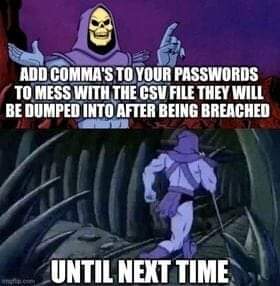 ADD COMMA'S TO YOUR PASSWORDS
TO MESS WITH THE CSV FILE THEY WILL
BE DUMPED INTO AFTER BEING BREACHED
UNTIL NEXT TIME
imgflip.com